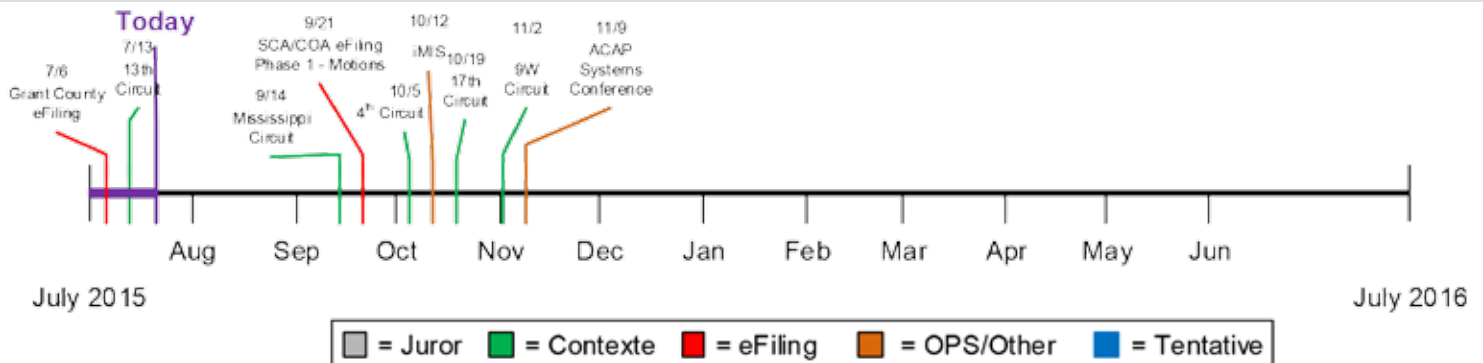 Today
7/6
Grant County
eFiling
7/13
13th
Circuit
9/14
Mississippi
Circuit
9/21
SCA/COA eFiling
Phase 1 - Motions
10/5
4th Circuit
10/12
iMIS
10/19
17th
Circuit
11/2
9W
Circuit
11/9
ACAP
Systems
Conference
Aug Sep Oct Nov Dec Jan Feb Mar Apr May Jun
July 2015 July 2016
= Juror = Contexte = eFiling = OPS/Other = Tentative